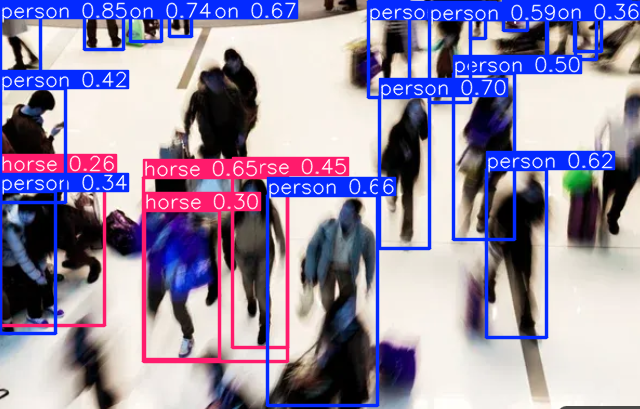 person 0.85on 0.74on 0.67
perso person 0.59on 0.36
person 0.42
person 0.50
person 0.70
horse 0.26
person 0.34
horse 0.65rse 0.45
person 0.62
person 0.66
horse 0.30